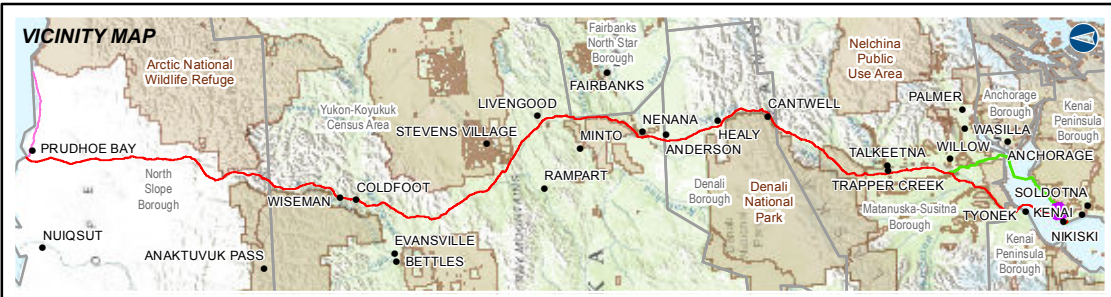 VICINITY MAP
Arctic National
Wildlife Refuge
PRUDHOE BAY
North
Slope
Borough
NUIQSUT
ANAKTUVUK PASS
WISEMAN
COLDFOOT
EVANSVILLE
BETTLES
Yukon-Koyukuk
Census Area
STEVENS VILLAGE
LIVENGOOD
RAMPART
MINTO
Fairbanks
North Star
Borough
FAIRBANKS
NENANA
ANDERSON
HEALY
CANTWELL
Denali
Borough
Denali
National
Park
Nelchina
Public
Use Area
TALKEETNA
TRAPPER CREEK
Matanuska-Susitna
Borough
PALMER
WASILLA
WILLOW
Anchorage
Borough
ANCHORAGE
Kenai
Peninsula
Borough
TYONEK
SOLDOTNA
KENAI
NIKISKI
Kenai
Peninsula
Borough